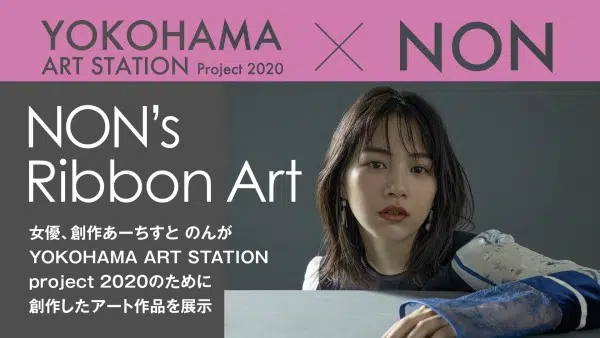 YOKOHAMA
ART STATION Project 2020
× NON
NON's
Ribbon Art
女優、創作あーちすと のんが
YOKOHAMA ART STATION
project 2020のために
創作したアート作品を展示